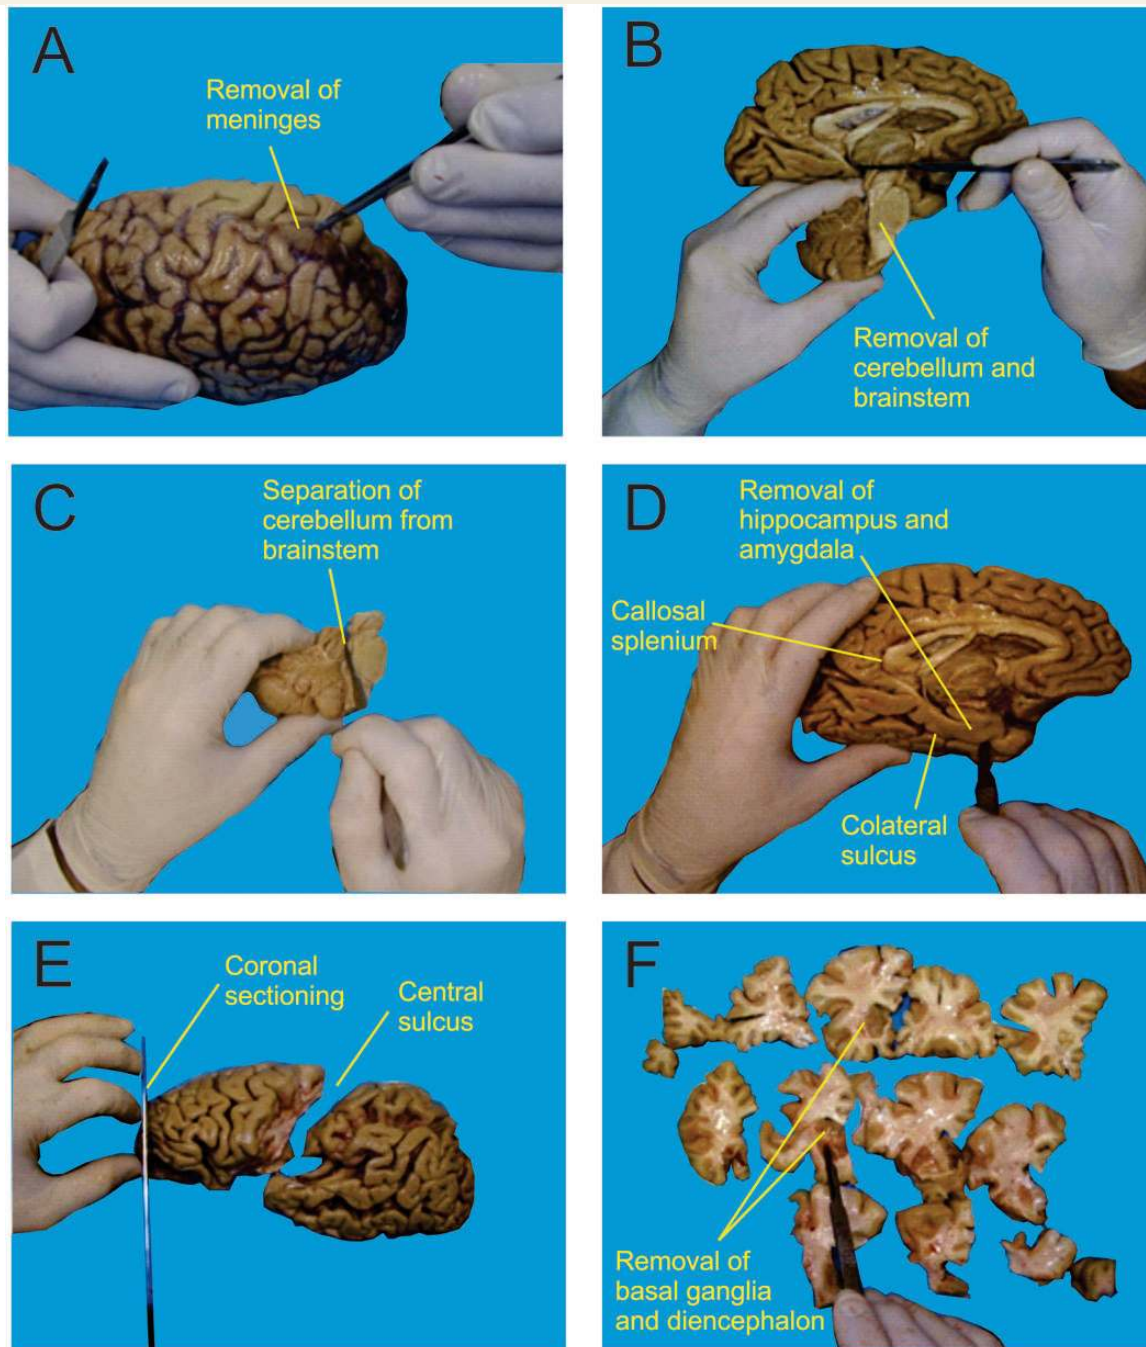 A
Removal of
meninges
B
Removal of
cerebellum and
brainstem
C
Separation of
cerebellum from
brainstem
D
Removal of
hippocampus and
amygdala
Callosal
splenium
Colateral
sulcus
E
Coronal
sectioning
Central
sulcus
F
Removal of
basal ganglia
and diencephalon